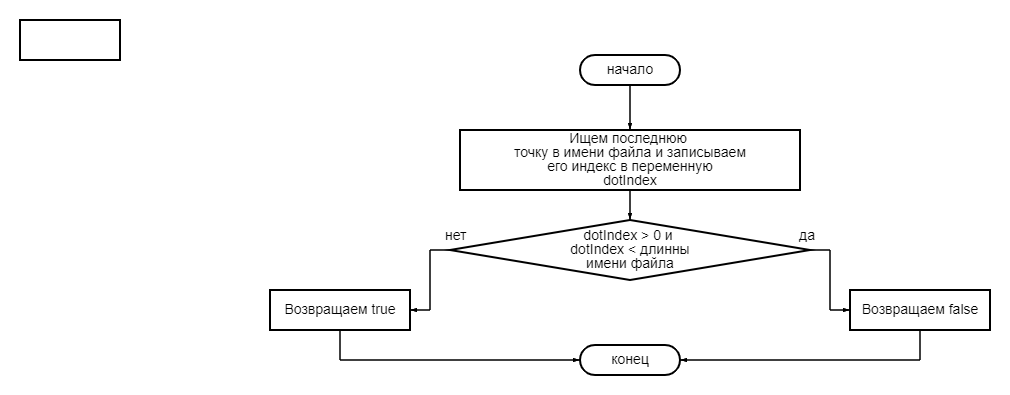 начало
Ищем последнюю
точку в имени файла и записываем
его индекс в переменную
dotIndex
нет
dotIndex > 0 и
dotIndex < длинны
имени файла
да
Возвращаем true
Возвращаем false
конец